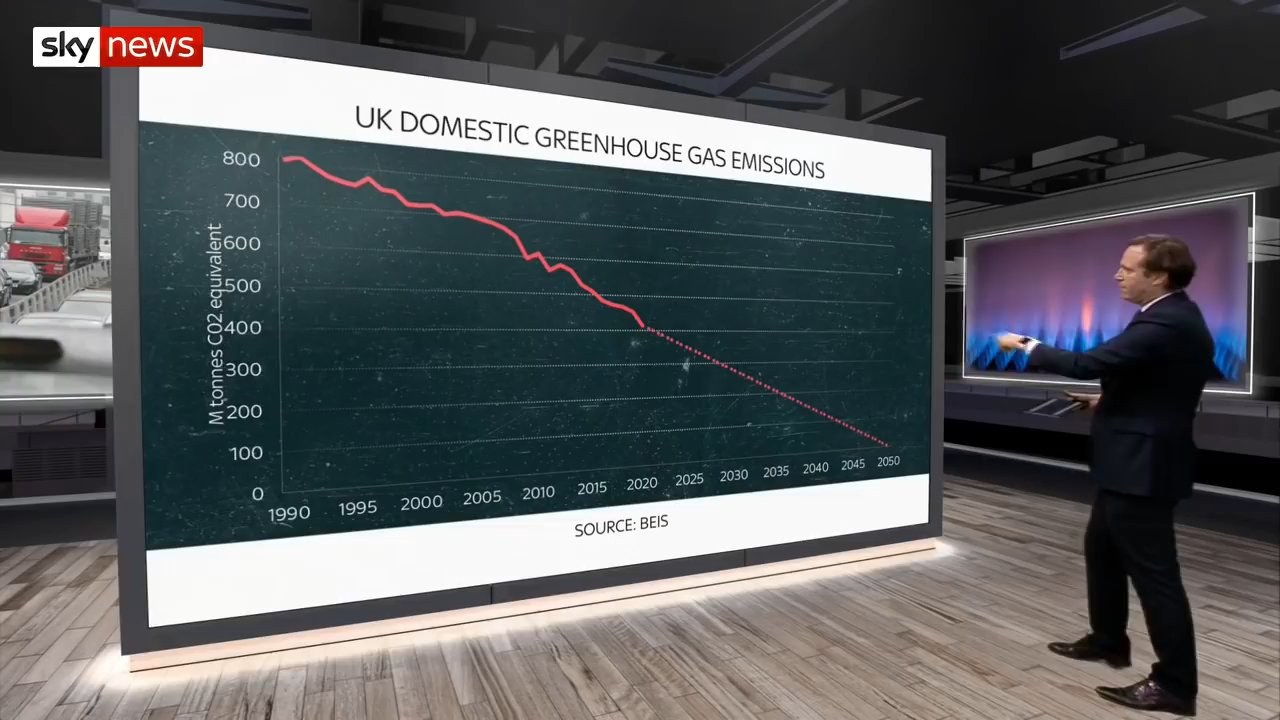 sky news
UK DOMESTIC GREENHOUSE GAS EMISSIONS
M tonnes CO2 equivalent
800
700
600
500
400
300
200
100
0
1990 1995 2000 2005 2010 2015 2020 2025 2030 2035 2040 2045 2050
SOURCE: BEIS